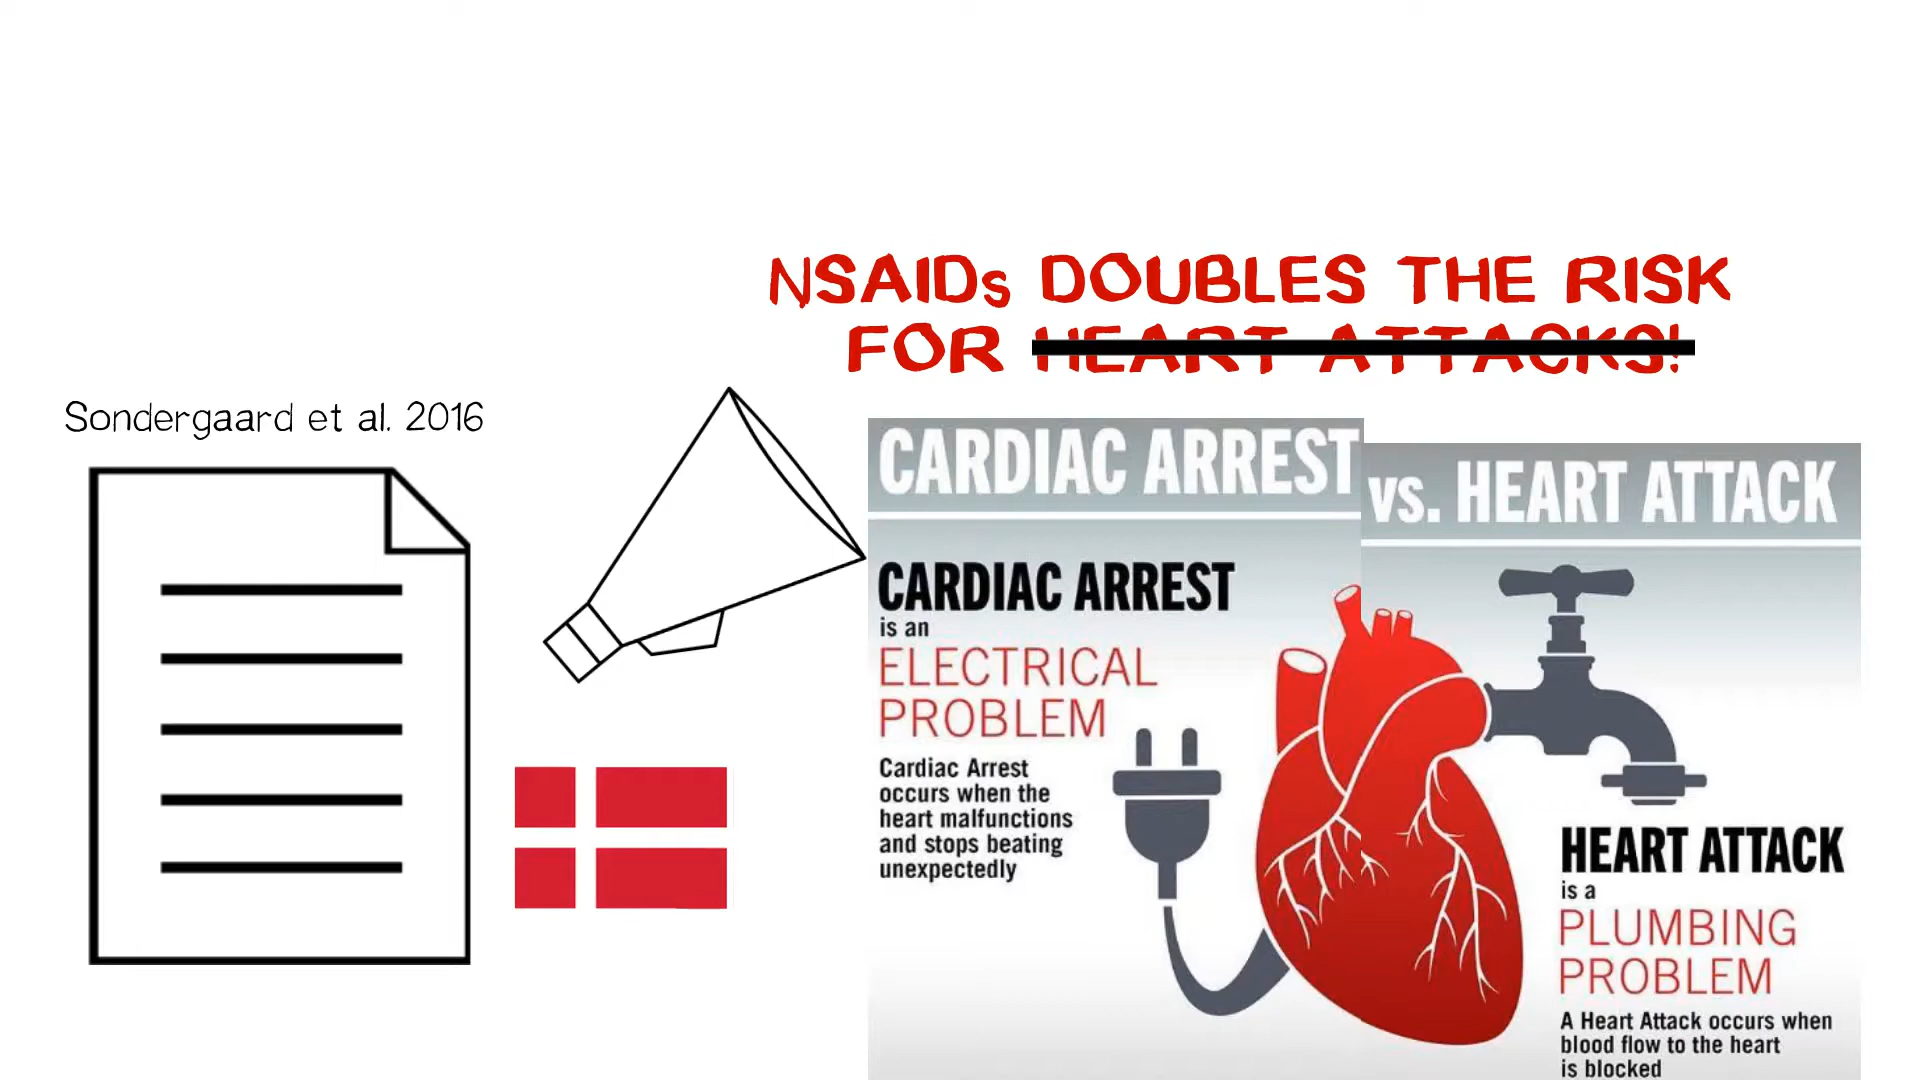 NSAIDs DOUBLES THE RISK
FOR HEART ATTACKS!
Sondergaard et al. 2016
CARDIAC ARREST vs. HEART ATTACK
CARDIAC ARREST
is an
ELECTRICAL
PROBLEM
Cardiac Arrest
occurs when the
heart malfunctions
and stops beating
unexpectedly
HEART ATTACK
is a
PLUMBING
PROBLEM
A Heart Attack occurs when
blood flow to the heart
is blocked